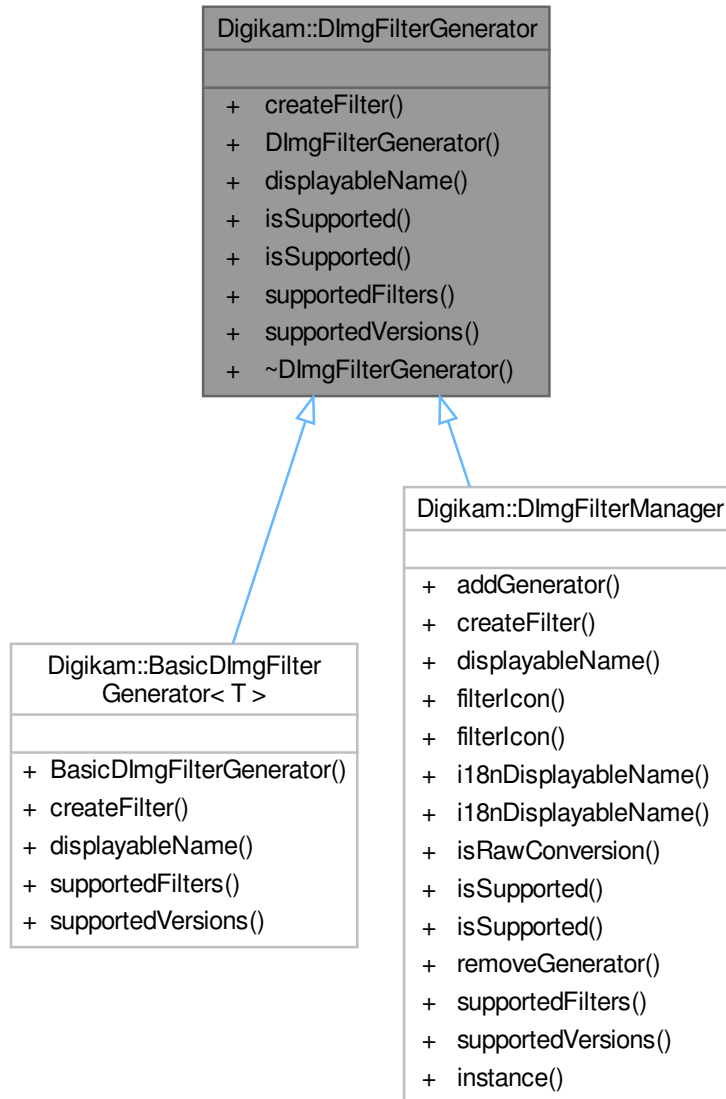 Digikam::DImgFilterGenerator
+ createFilter()
+ DImgFilterGenerator()
+ displayableName()
+ isSupported()
+ isSupported()
+ supportedFilters()
+ supportedVersions()
+ ~DImgFilterGenerator()
Digikam::BasicDImgFilter
Generator< T >
+ BasicDImgFilterGenerator()
+ createFilter()
+ displayableName()
+ supportedFilters()
+ supportedVersions()
Digikam::DImgFilterManager
+ addGenerator()
+ createFilter()
+ displayableName()
+ filterIcon()
+ filterIcon()
+ i18nDisplayableName()
+ i18nDisplayableName()
+ isRawConversion()
+ isSupported()
+ isSupported()
+ removeGenerator()
+ supportedFilters()
+ supportedVersions()
+ instance()